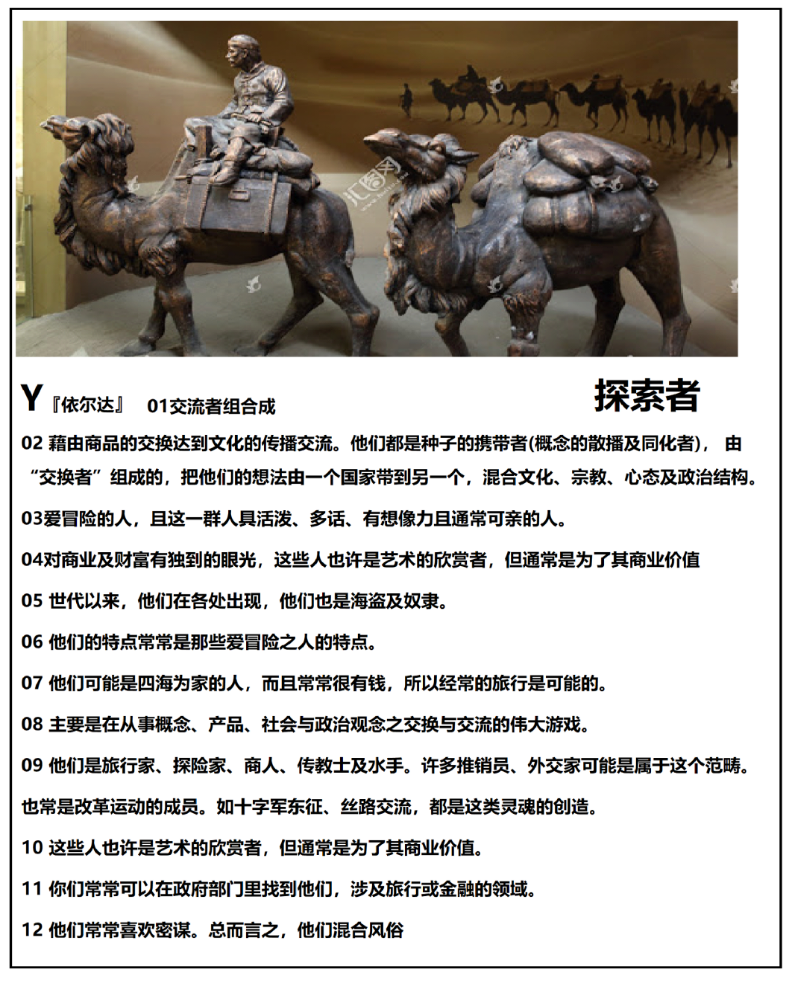 汇图网
Y『依尔达』 01交流者组合成 探索者
02 藉由商品的交换达到文化的传播交流。他们都是种子的携带者(概念的散播及同化者)， 由
“交换者”组成的，把他们的想法由一个国家带到另一个，混合文化、宗教、心态及政治结构。
03爱冒险的人，且这一群人具活泼、多话、有想像力且通常可亲的人。
04对商业及财富有独到的眼光，这些人也许是艺术的欣赏者，但通常是为了其商业价值
05 世代以来，他们在各处出现，他们也是海盗及奴隶。
06 他们的特点常常是那些爱冒险之人的特点。
07 他们可能是四海为家的人，而且常常很有钱，所以经常的旅行是可能的。
08 主要是在从事概念、产品、社会与政治观念之交换与交流的伟大游戏。
09 他们是旅行家、探险家、商人、传教士及水手。许多推销员、外交家可能是属于这个范畴。
也常是改革运动的成员。如十字军东征、丝路交流，都是这类灵魂的创造。
10 这些人也许是艺术的欣赏者，但通常是为了其商业价值。
11 你们常常可以在政府部门里找到他们，涉及旅行或金融的领域。
12 他们常常喜欢密谋。总而言之，他们混合风俗